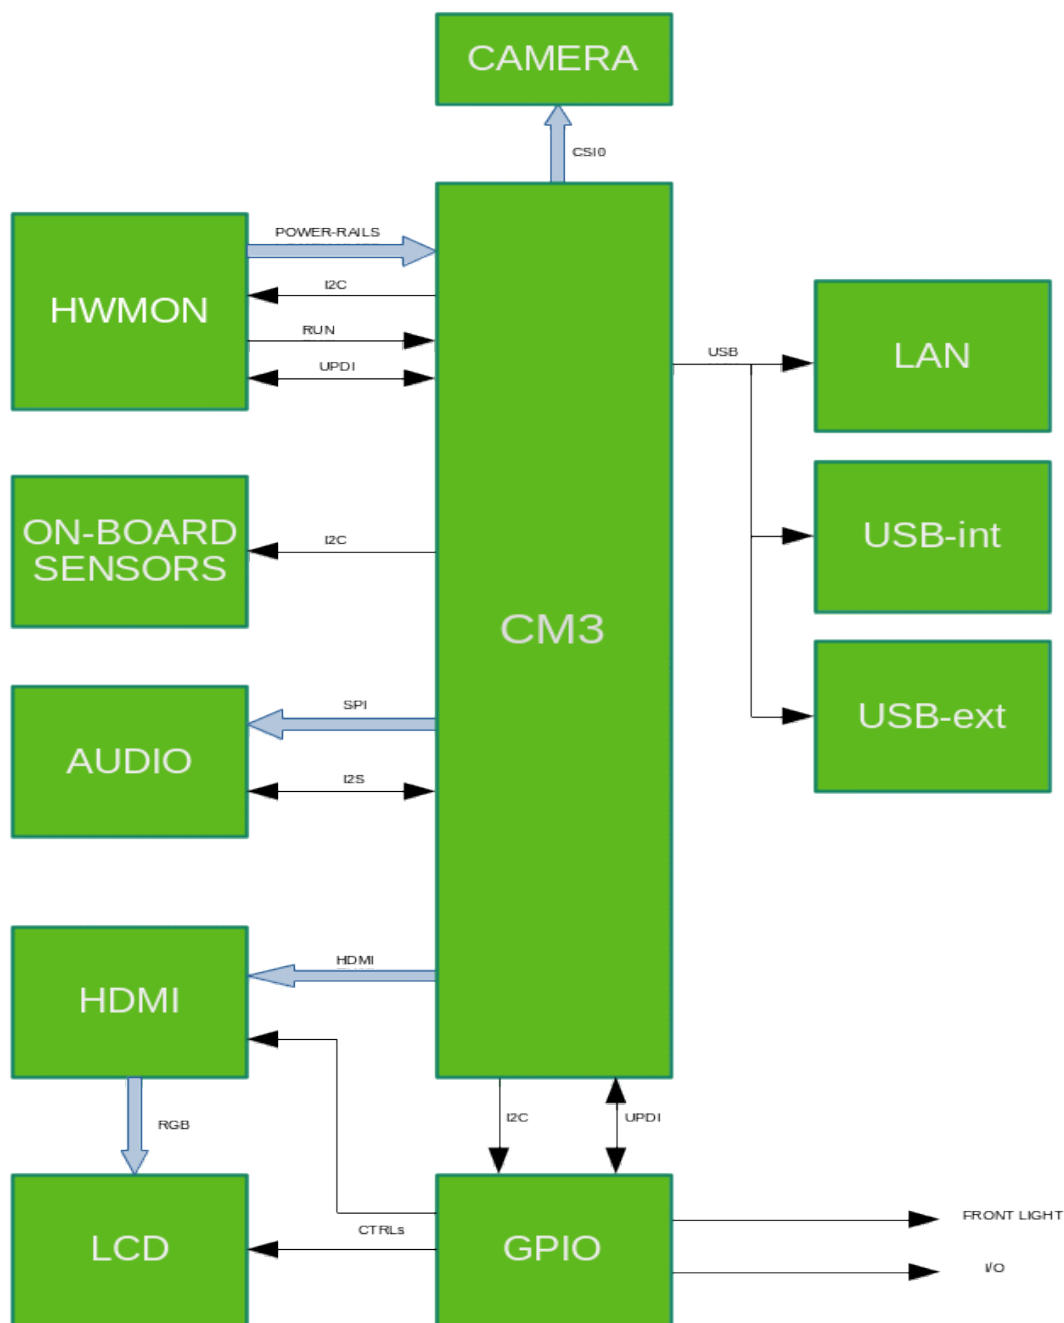 CAMERA
CSI0
POWER-RAILS
HWMON
I2C
RUN
UPDI
USB
LAN
USB-int
ON-BOARD
SENSORS
I2C
CM3
USB-ext
SPI
AUDIO
I2S
HDMI
HDMI
I2C
UPDI
RGB
LCD
CTRLs
GPIO
FRONT LIGHT
I/O